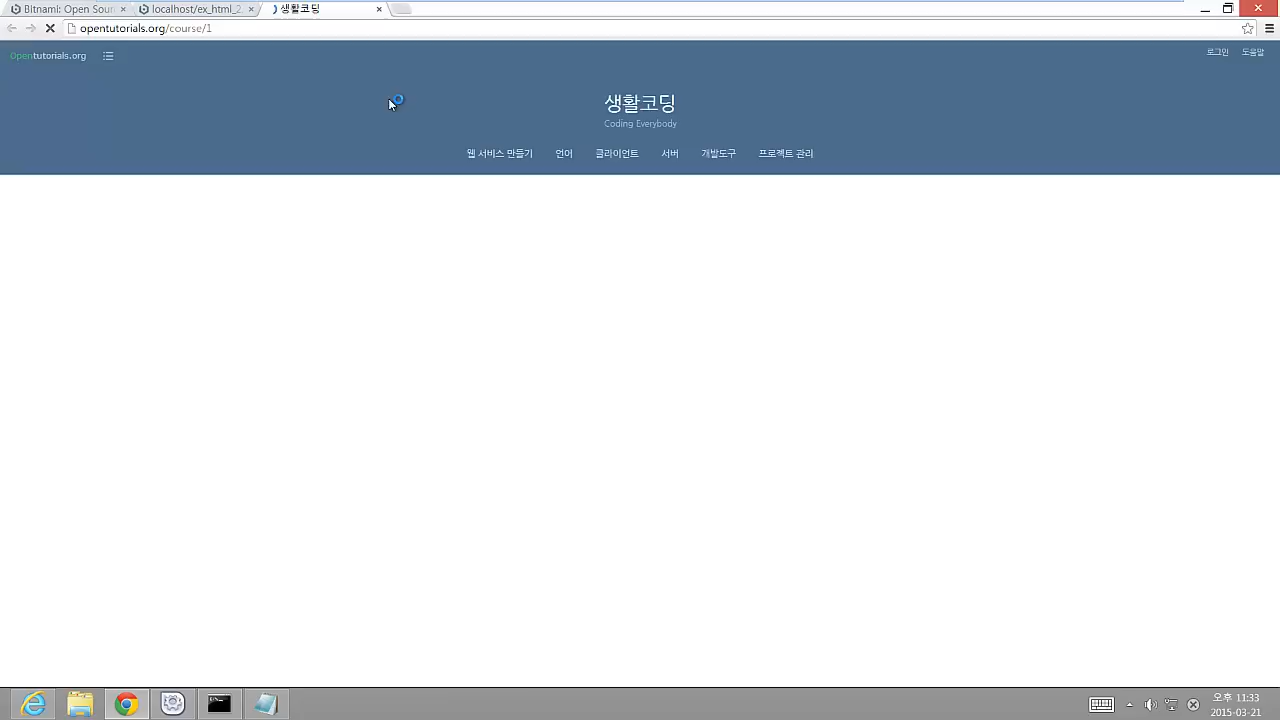 Bitnami: Open Sour
localhost/ex_html_2.
생활코딩
opentutorials.org/course/1
Opentutorials.org
로그인 도움말
생활코딩
Coding Everybody
웹 서비스 만들기 언어 클라이언트 서버 개발도구 프로젝트 관리
오후 11:33
2015-03-21